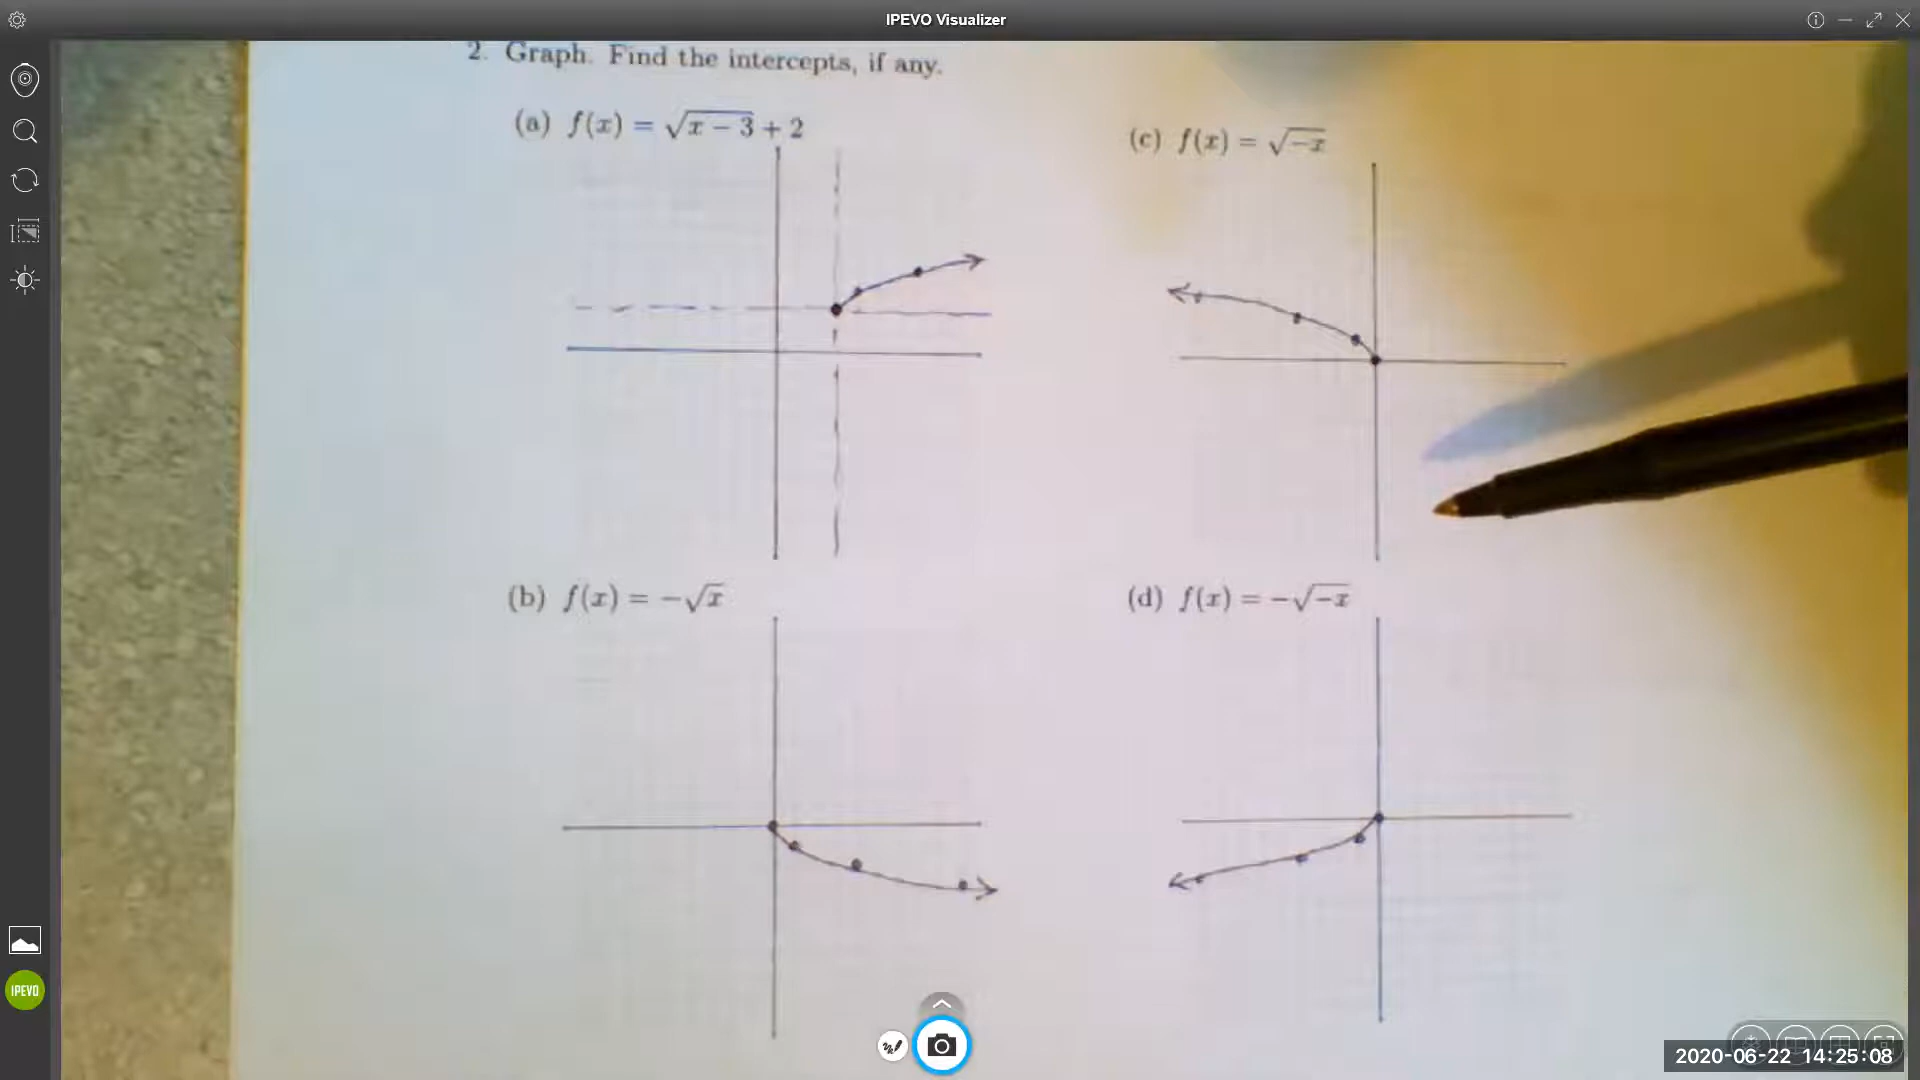 IPEVO Visualizer
2. Graph. Find the intercepts, if any.
(a) f(x) = √(x − 3) + 2
(c) f(x) = √(−x)
(b) f(x) = −√x
(d) f(x) = −√(−x)
IPEVO
2020-06-22 14:25:08